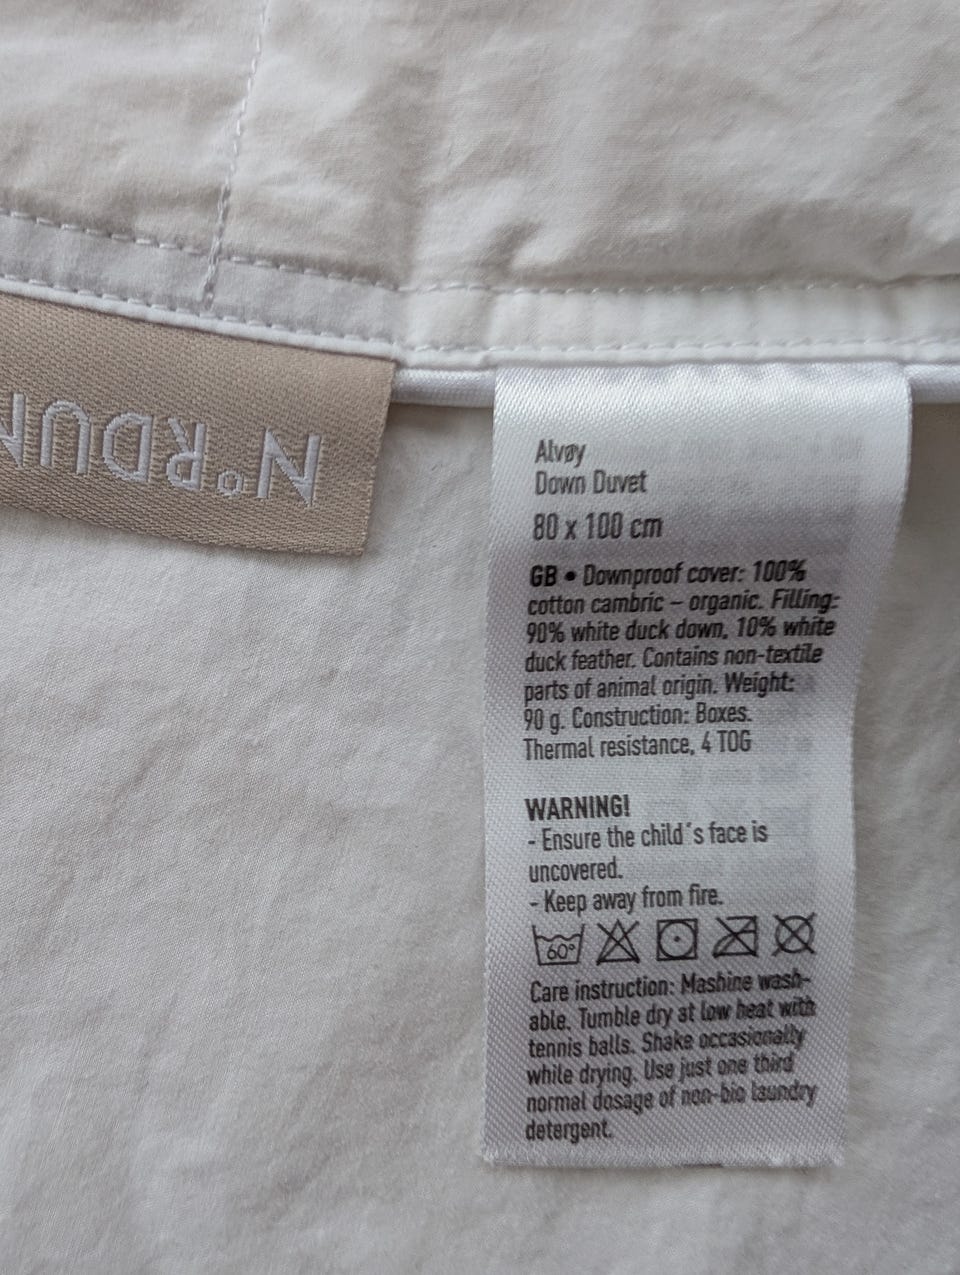 Alvøy
Down Duvet
80 x 100 cm
GB • Downproof cover: 100%
cotton cambric – organic. Filling:
90% white duck down, 10% white
duck feather. Contains non-textile
parts of animal origin. Weight:
90 g. Construction: Boxes.
Thermal resistance, 4 TOG
WARNING!
- Ensure the child´s face is
uncovered.
- Keep away from fire.
60°
Care instruction: Mashine wash-
able. Tumble dry at low heat with
tennis balls. Shake occasionally
while drying. Use just one third
normal dosage of non-bio laundry
detergent.